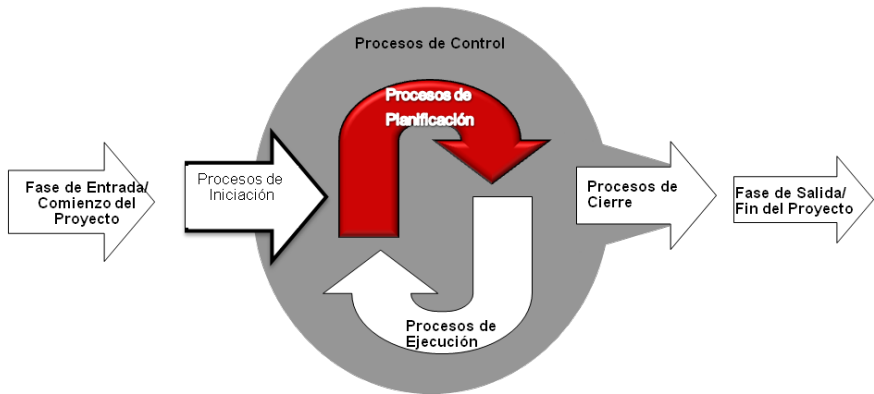 Procesos de Control
Procesos de
Planificación
Fase de Entrada/
Comienzo del
Proyecto
Procesos de
Iniciación
Procesos de
Cierre
Fase de Salida/
Fin del Proyecto
Procesos de
Ejecución